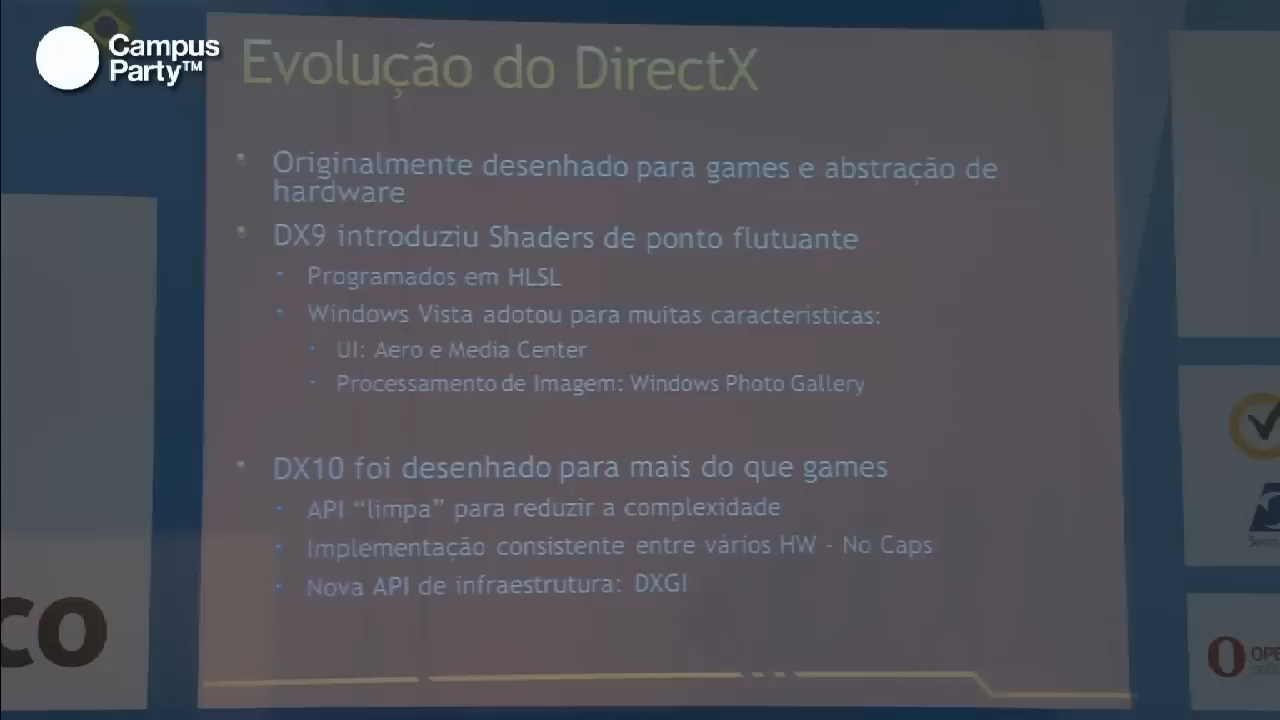 Campus
Party™
Evolução do DirectX
• Originalmente desenhado para games e abstração de
hardware
• DX9 introduziu Shaders de ponto flutuante
- Programados em HLSL
- Windows Vista adotou para muitas características:
- UI: Aero e Media Center
- Processamento de Imagem: Windows Photo Gallery
• DX10 foi desenhado para mais do que games
- API “limpa” para reduzir a complexidade
- Implementação consistente entre vários HW - No Caps
- Nova API de infraestrutura: DXGI
co
OPE